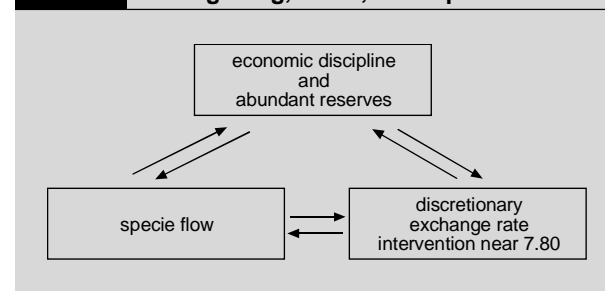 economic discipline
and
abundant reserves
specie flow
discretionary
exchange rate
intervention near 7.80